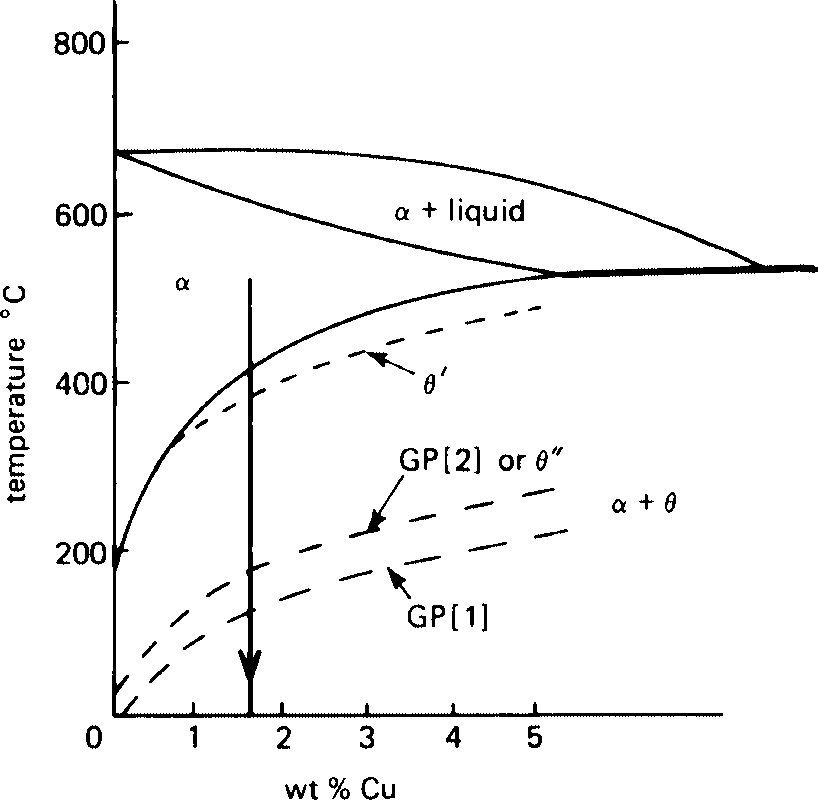 800
600
α + liquid
α
temperature °C
400
θ′
GP[2] or θ″
α + θ
200
GP[1]
0 1 2 3 4 5
wt % Cu